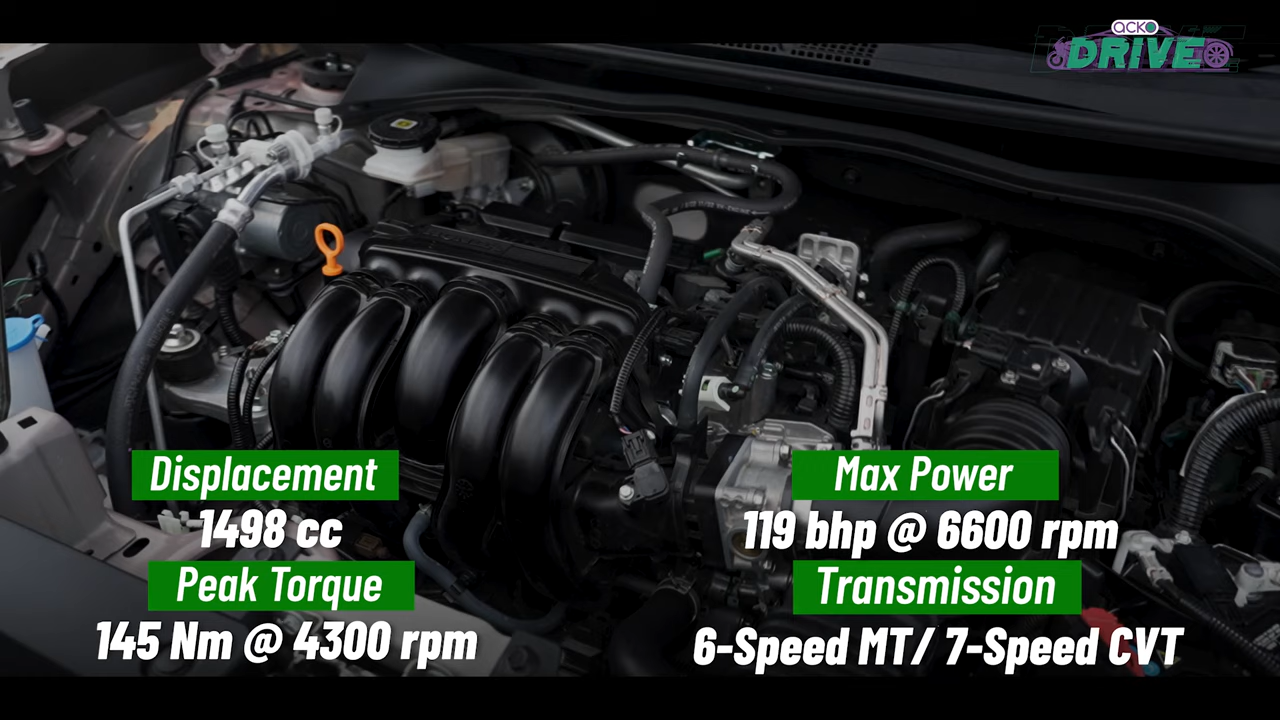 acko
DRIVE
Displacement
1498 cc
Max Power
119 bhp @ 6600 rpm
Peak Torque
145 Nm @ 4300 rpm
Transmission
6-Speed MT/ 7-Speed CVT